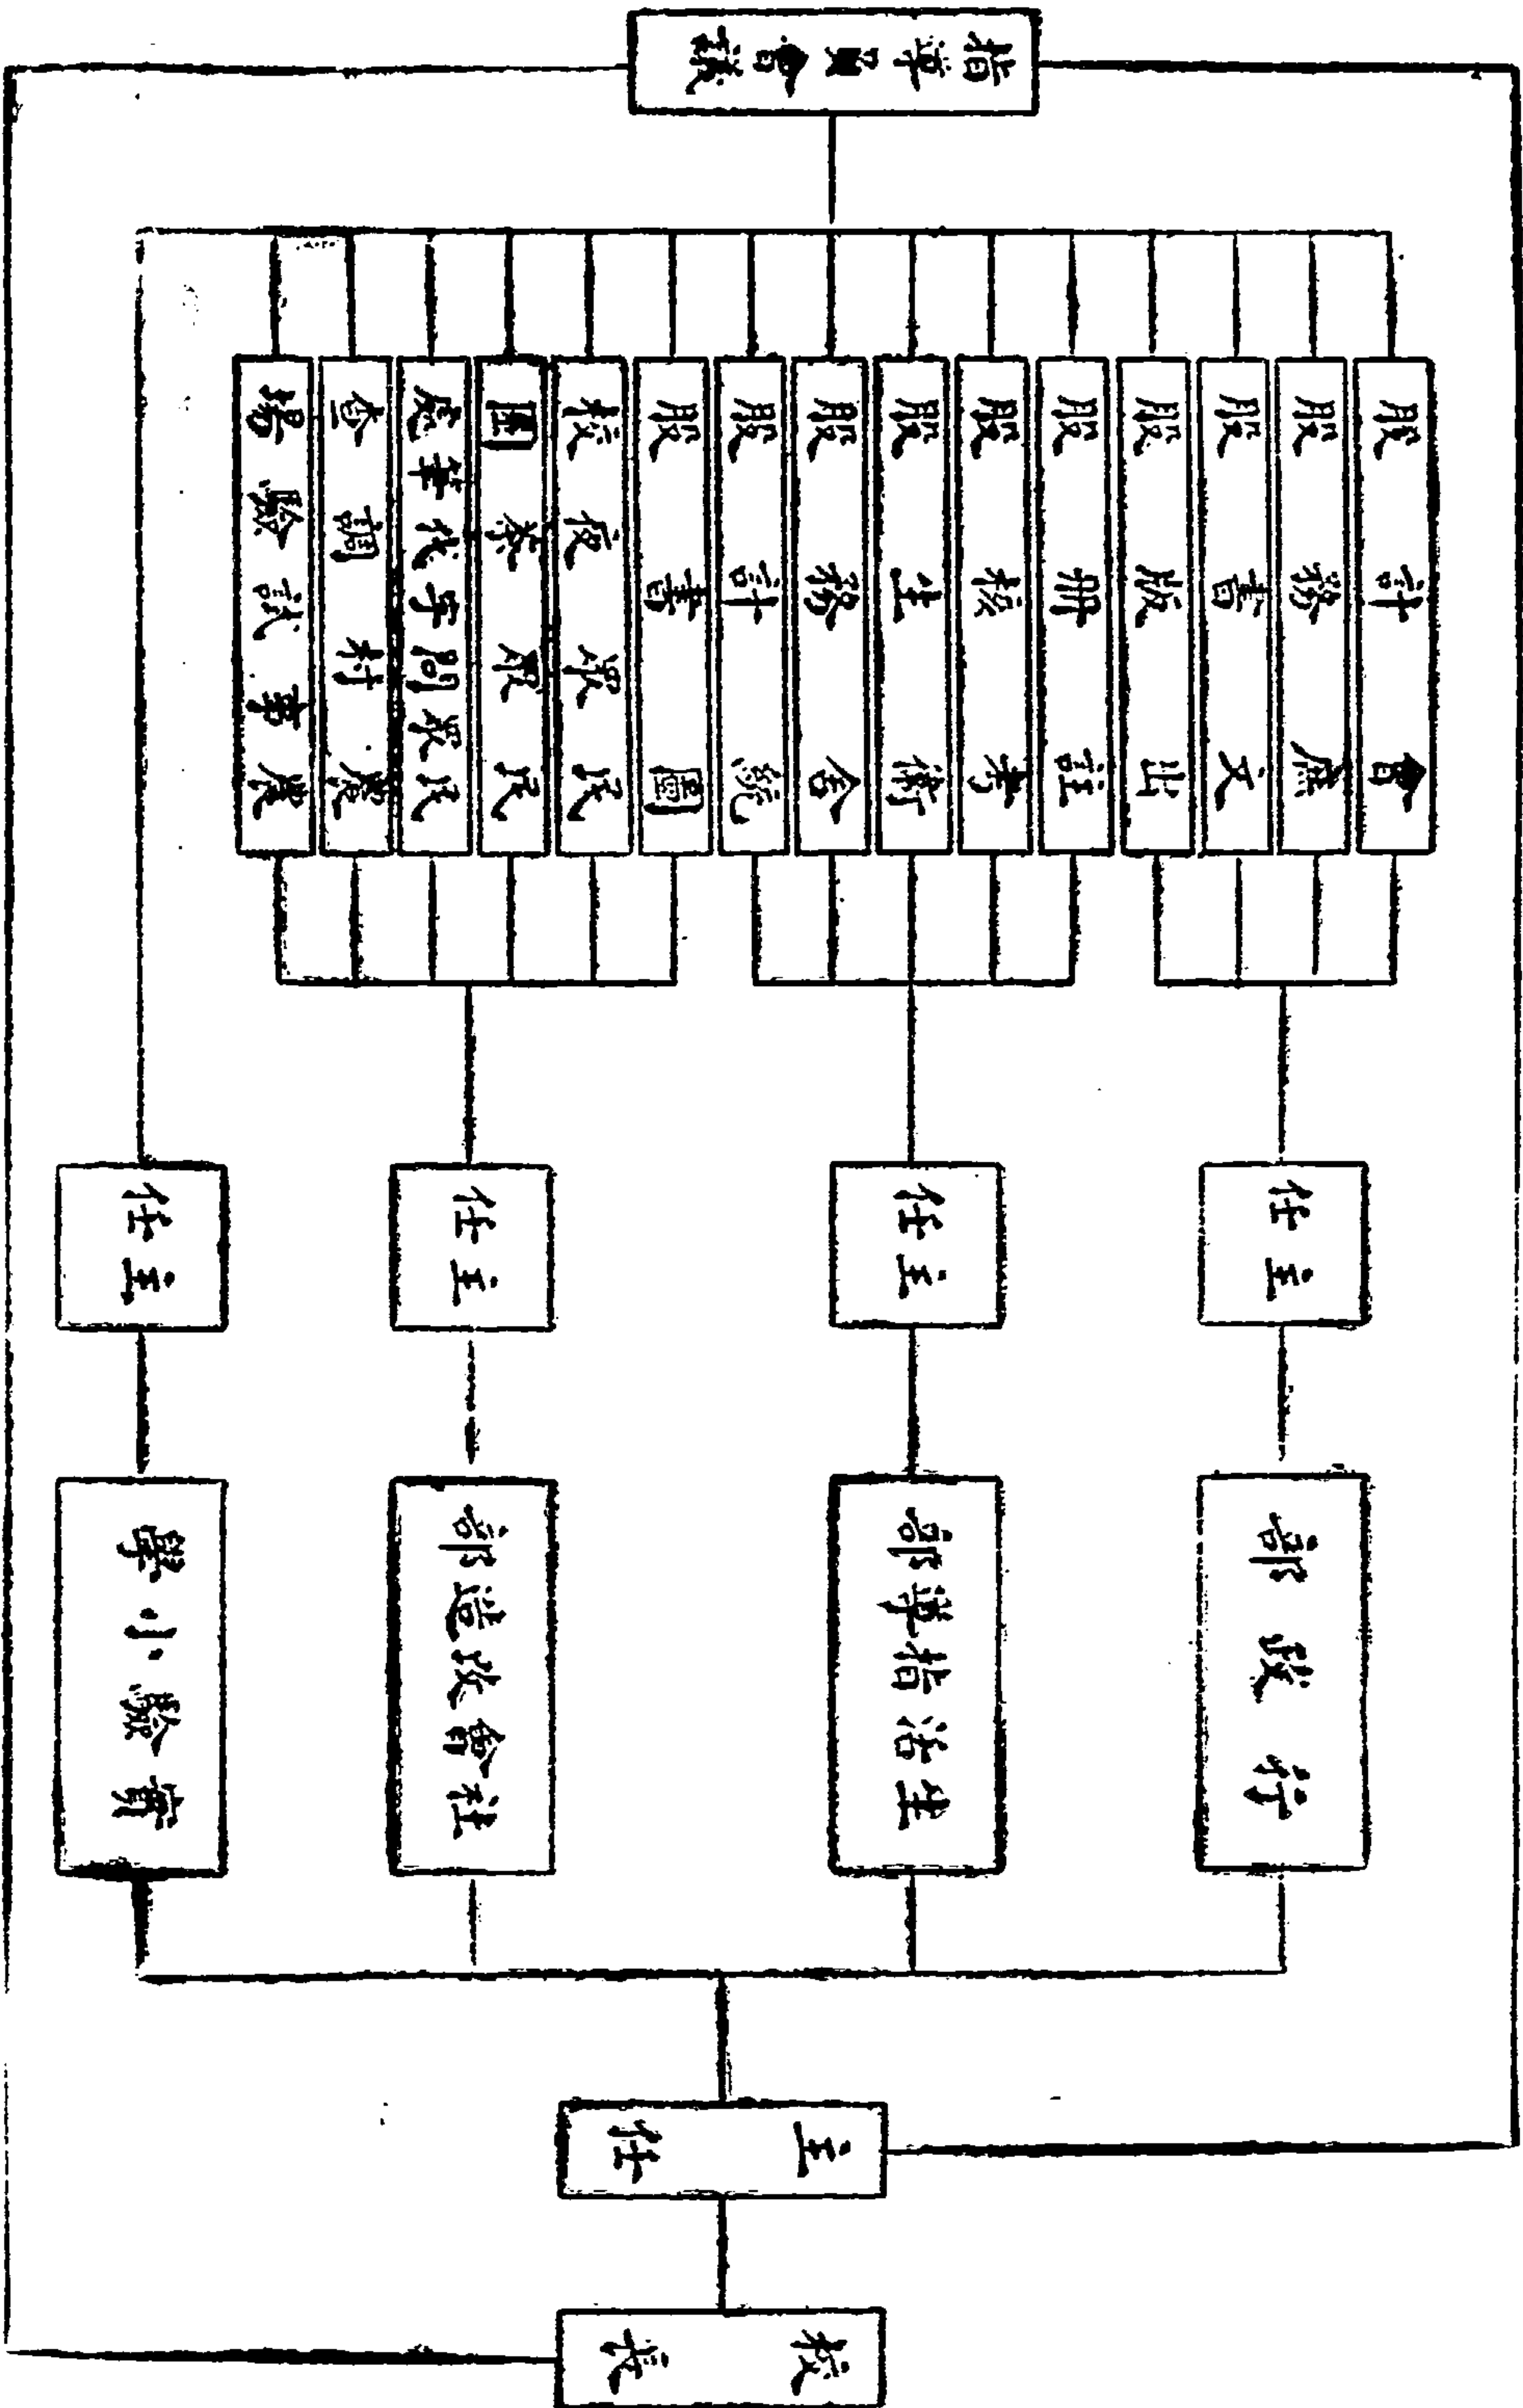 校長
主任
行政部
生活指導部
社會改造部
實驗小學
主任
主任
主任
主任
會計股
庶務股
文書股
出版股
註冊股
考核股
衛生股
舍務股
統計股
圖書股
民眾夜校
民眾茶園
民眾問字代筆處
農村調查
農事試驗場
指導員會議